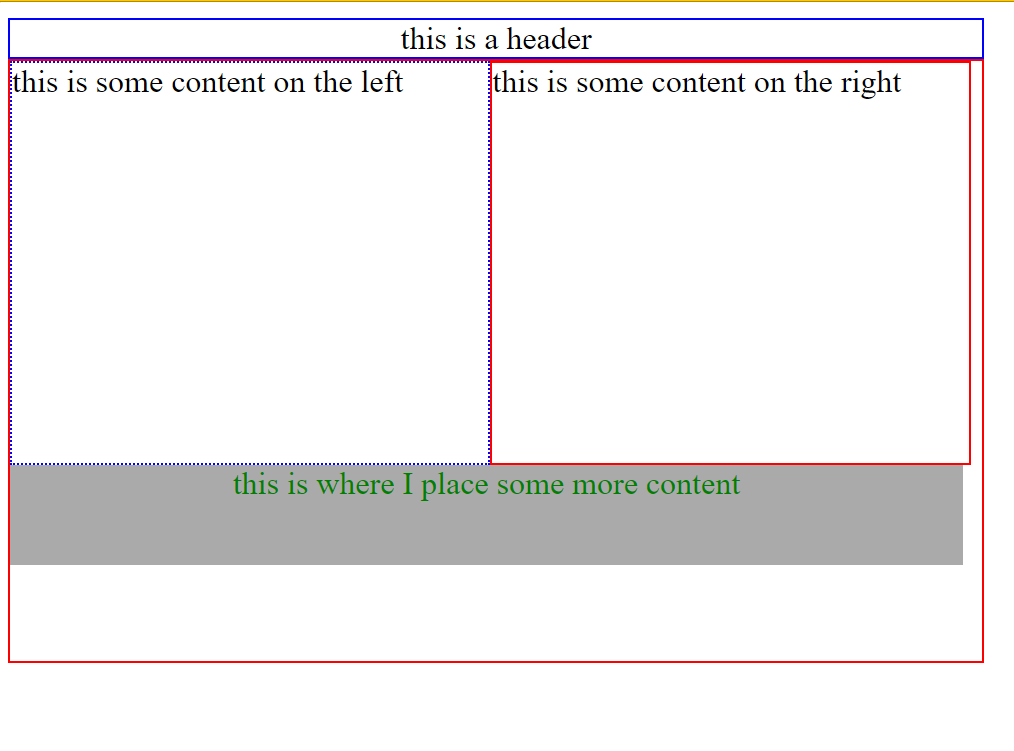 this is a header
this is some content on the left
this is some content on the right
this is where I place some more content